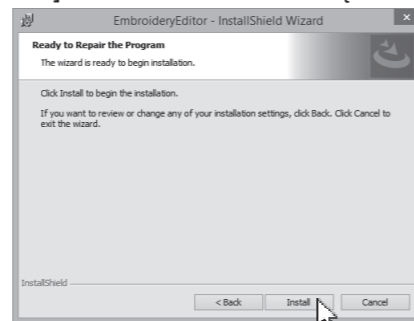 EmbroideryEditor - InstallShield Wizard
Ready to Repair the Program
The wizard is ready to begin installation.
Click Install to begin the installation.
If you want to review or change any of your installation settings, click Back. Click Cancel to
exit the wizard.
InstallShield
< Back Install Cancel